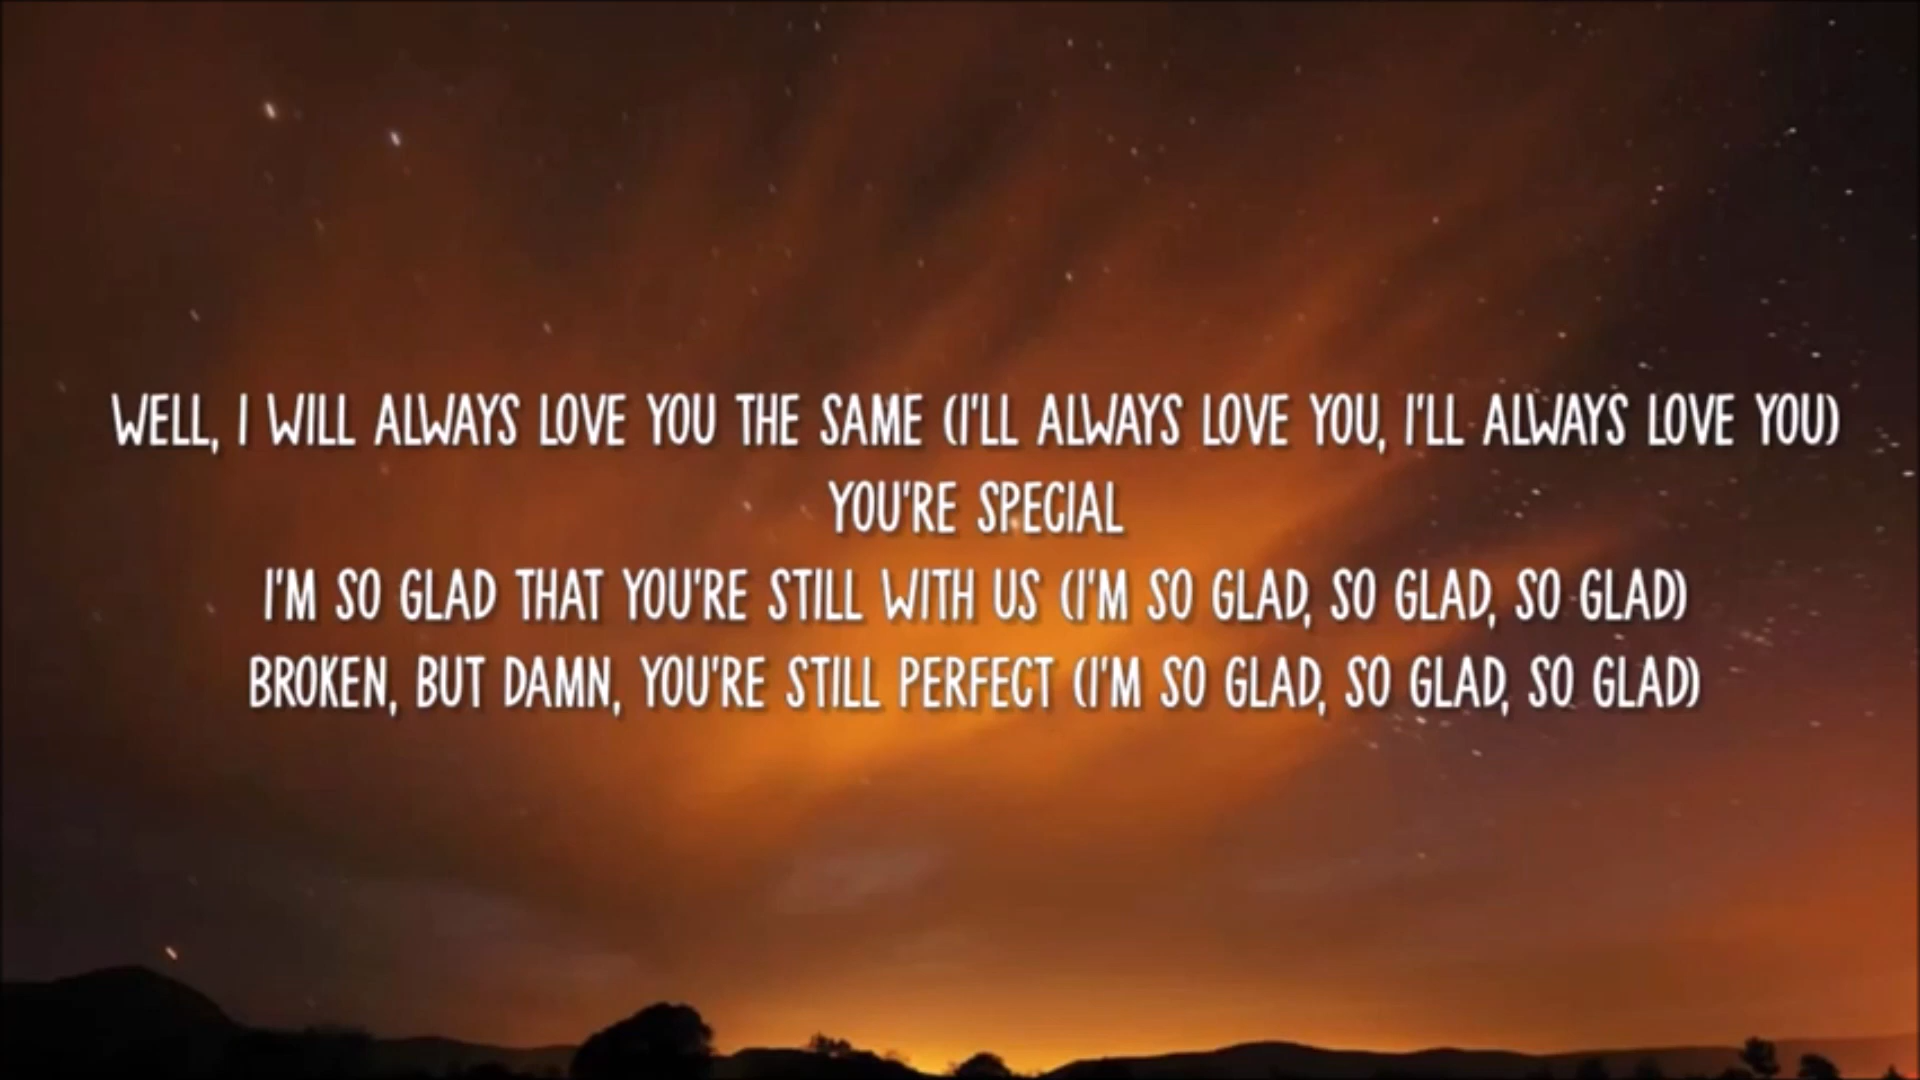 WELL, I WILL ALWAYS LOVE YOU THE SAME (I'LL ALWAYS LOVE YOU, I'LL ALWAYS LOVE YOU)
YOU'RE SPECIAL
I'M SO GLAD THAT YOU'RE STILL WITH US (I'M SO GLAD, SO GLAD, SO GLAD)
BROKEN, BUT DAMN, YOU'RE STILL PERFECT (I'M SO GLAD, SO GLAD, SO GLAD)